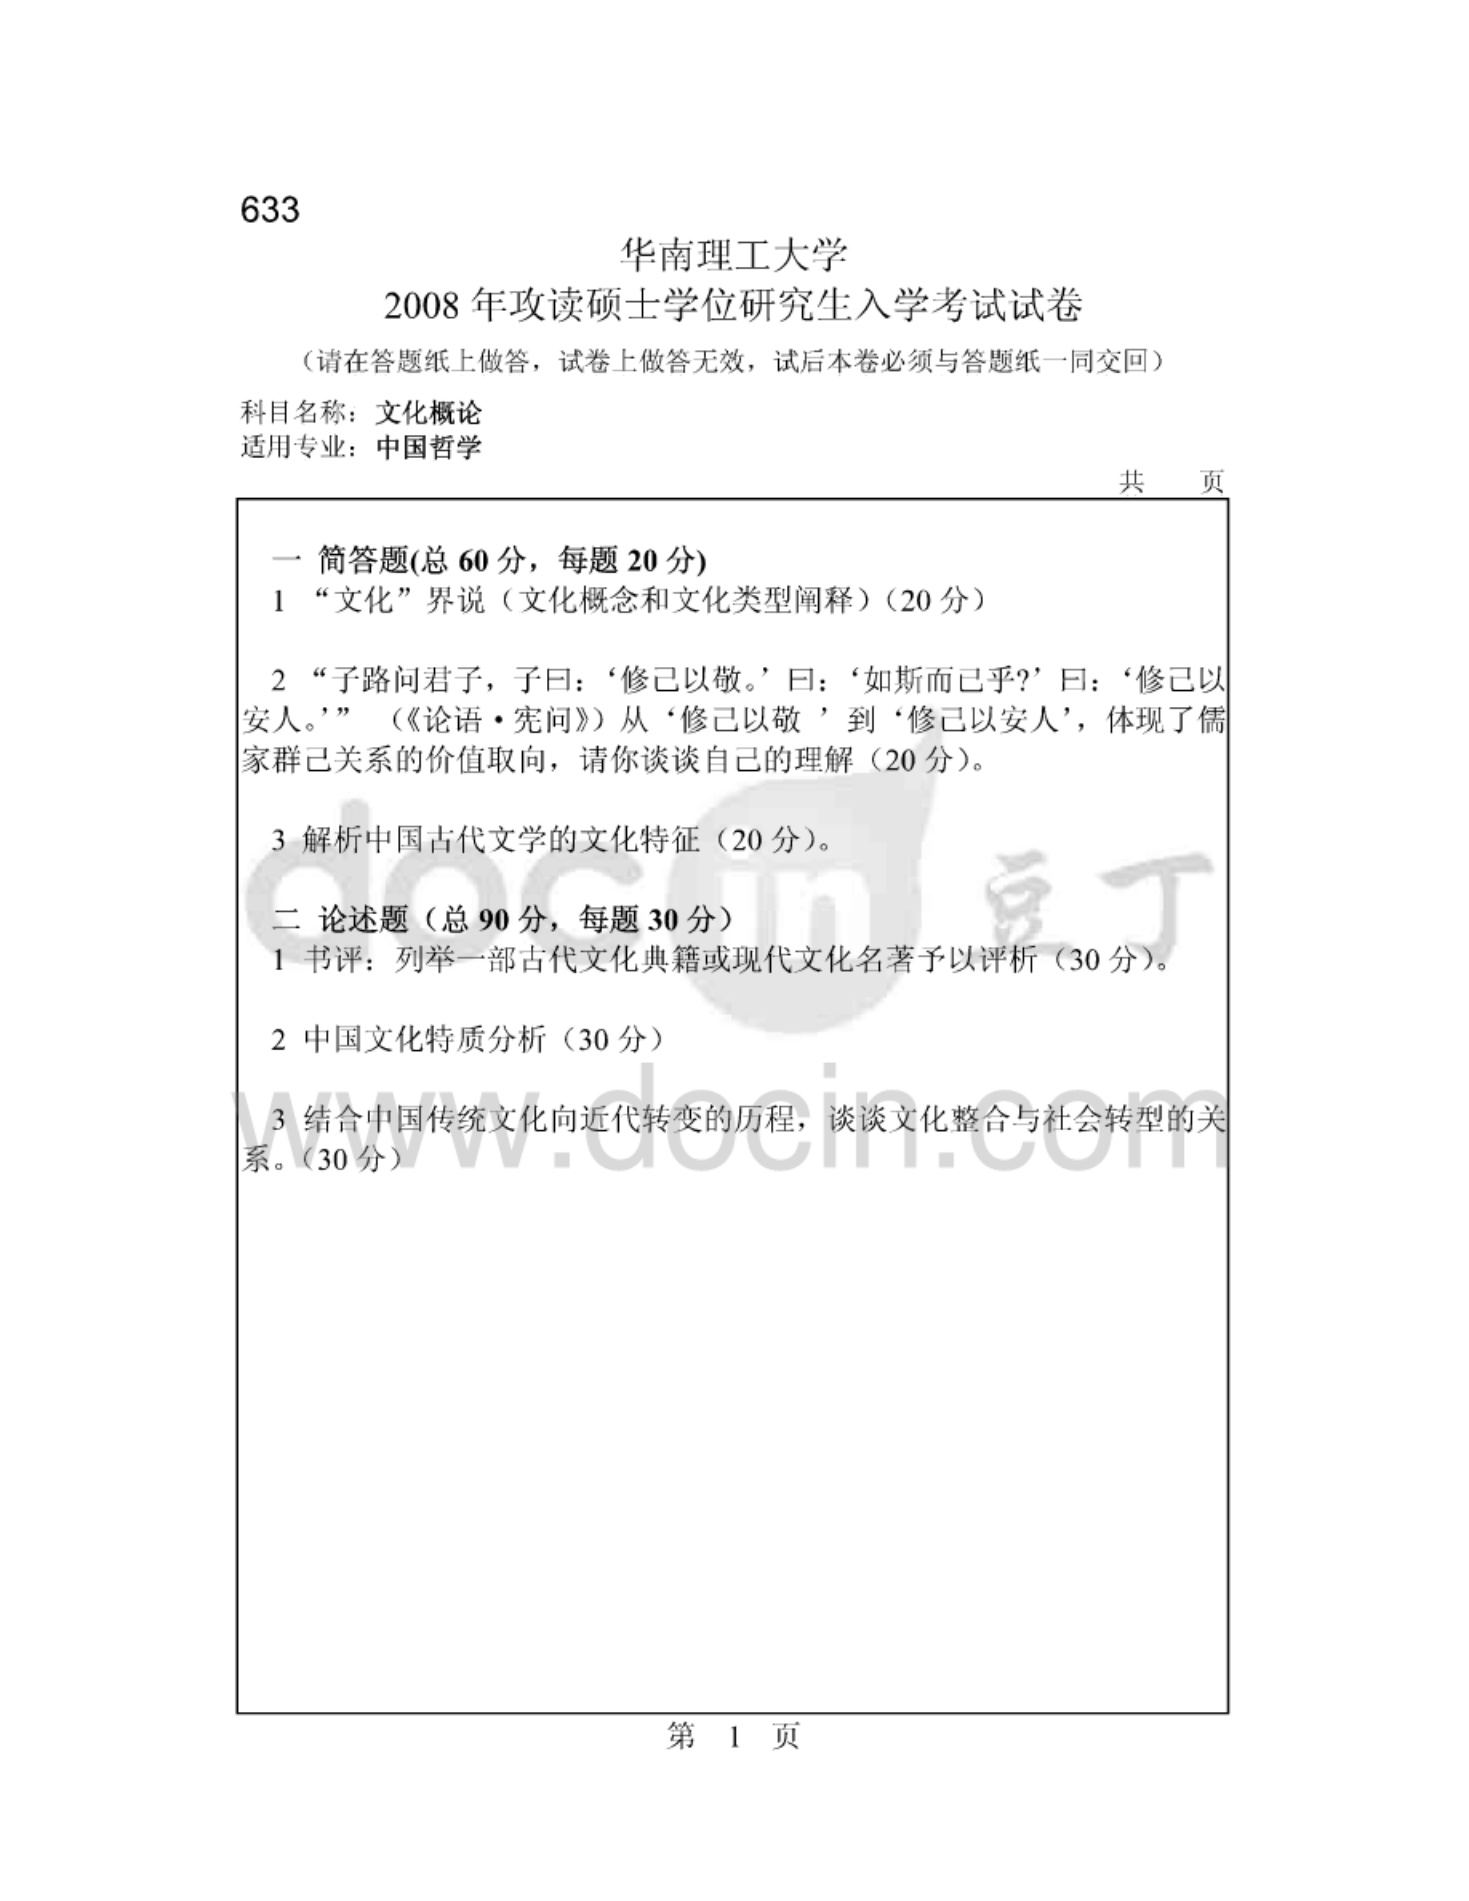 633
华南理工大学
2008 年攻读硕士学位研究生入学考试试卷
（请在答题纸上做答，试卷上做答无效，试后本卷必须与答题纸一同交回）
科目名称：文化概论
适用专业：中国哲学
共 页
一 简答题(总 60 分，每题 20 分)
1 “文化”界说（文化概念和文化类型阐释）（20 分）
2 “子路问君子，子曰：‘修己以敬。’曰：‘如斯而已乎?’曰：‘修己以
安人。’” （《论语·宪问》）从‘修己以敬 ’到‘修己以安人’，体现了儒
家群己关系的价值取向，请你谈谈自己的理解（20 分）。
3 解析中国古代文学的文化特征（20 分）。
二 论述题（总 90 分，每题 30 分）
1 书评：列举一部古代文化典籍或现代文化名著予以评析（30 分）。
2 中国文化特质分析（30 分）
3 结合中国传统文化向近代转变的历程，谈谈文化整合与社会转型的关
系。（30 分）
docin 豆丁
www.docin.com
第 1 页